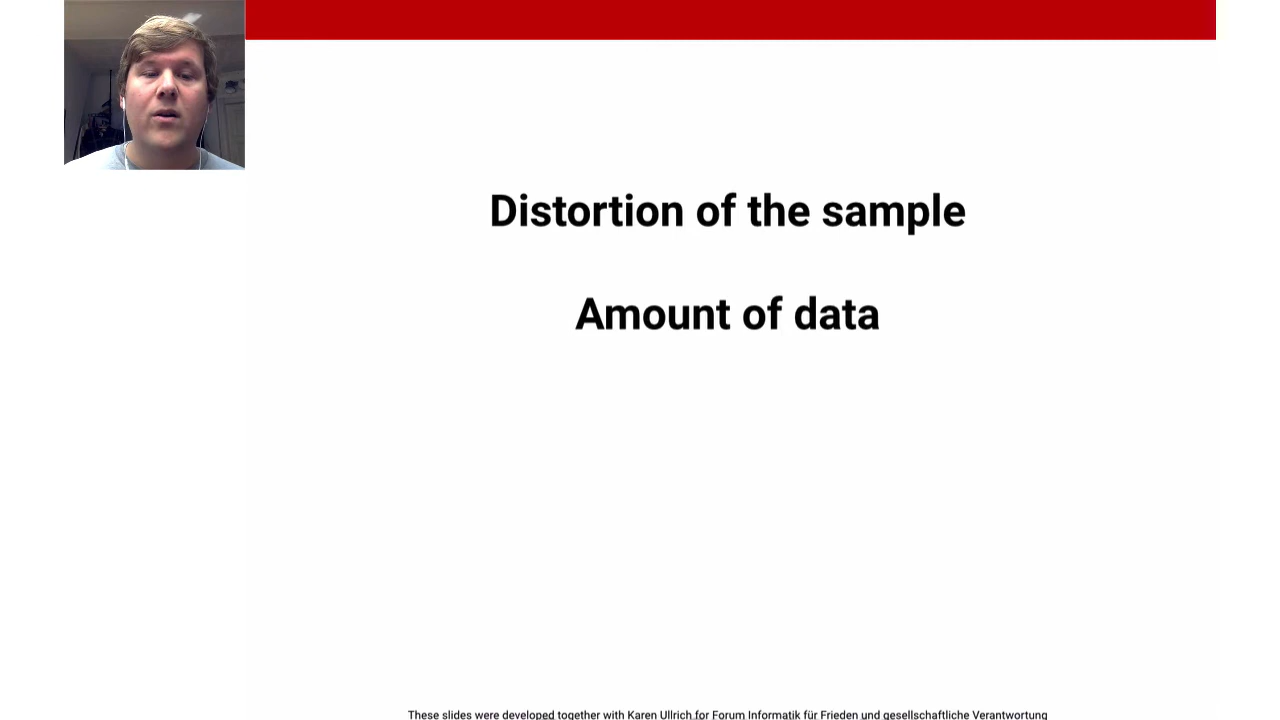 Distortion of the sample
Amount of data
These slides were developed together with Karen Ullrich for Forum Informatik für Frieden und gesellschaftliche Verantwortung